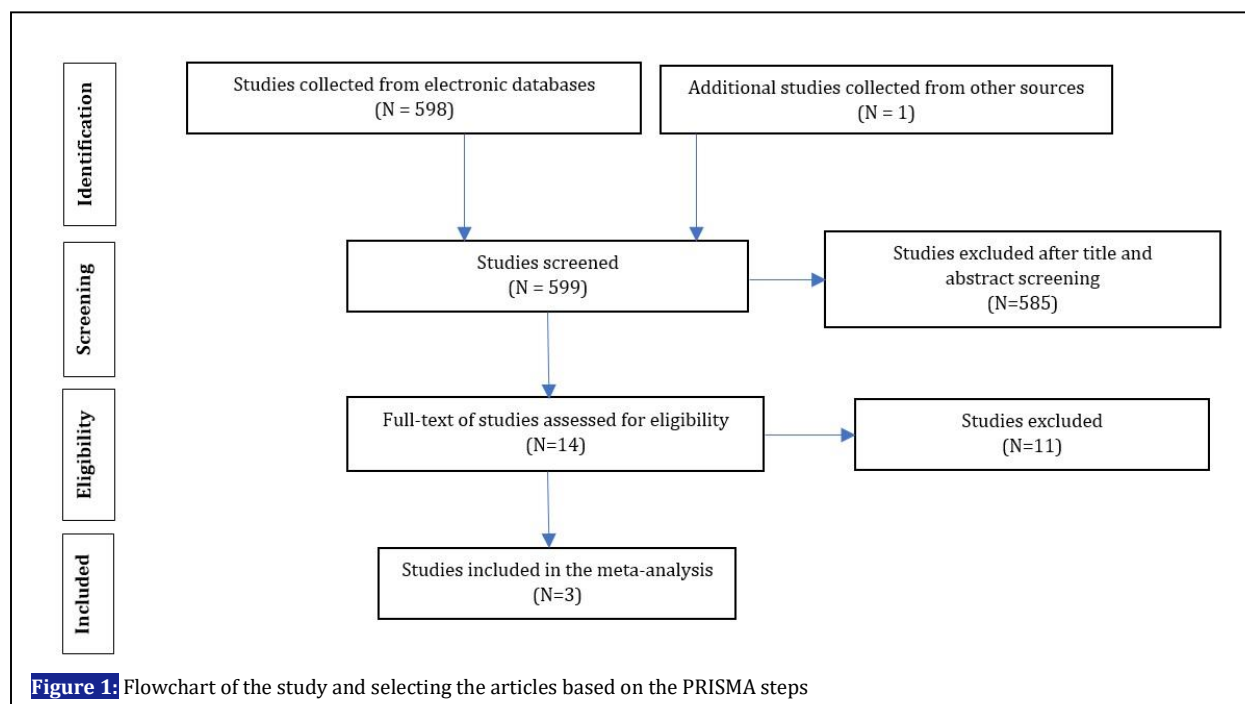 Identification
Studies collected from electronic databases
(N = 598)
Additional studies collected from other sources
(N = 1)
Screening
Studies screened
(N = 599)
Studies excluded after title and
abstract screening
(N=585)
Eligibility
Full-text of studies assessed for eligibility
(N=14)
Studies excluded
(N=11)
Included
Studies included in the meta-analysis
(N=3)
Figure 1: Flowchart of the study and selecting the articles based on the PRISMA steps